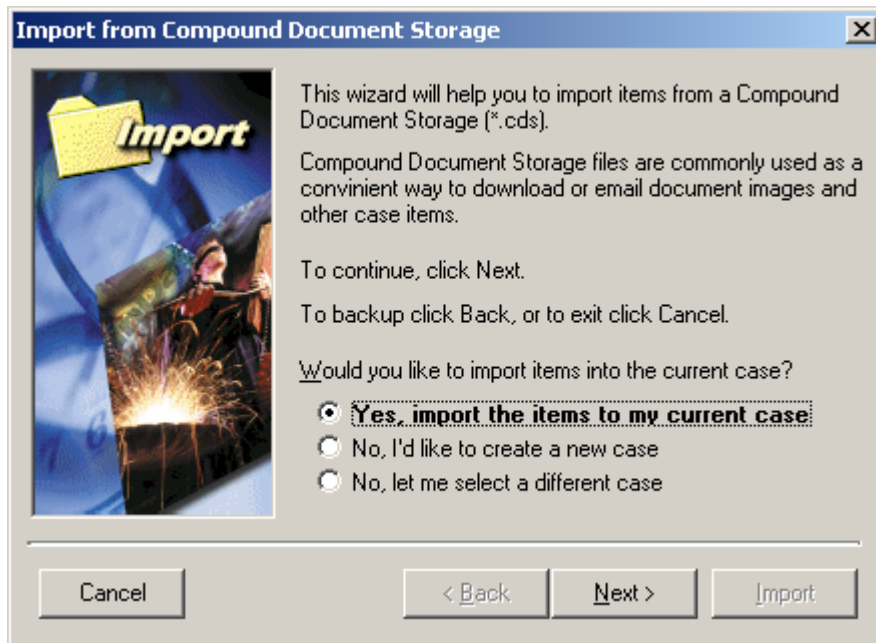 Import from Compound Document Storage
Import
This wizard will help you to import items from a Compound
Document Storage (*.cds).
Compound Document Storage files are commonly used as a
convinient way to download or email document images and
other case items.
To continue, click Next.
To backup click Back, or to exit click Cancel.
Would you like to import items into the current case?
Yes, import the items to my current case
No, I'd like to create a new case
No, let me select a different case
Cancel
< Back
Next >
Import